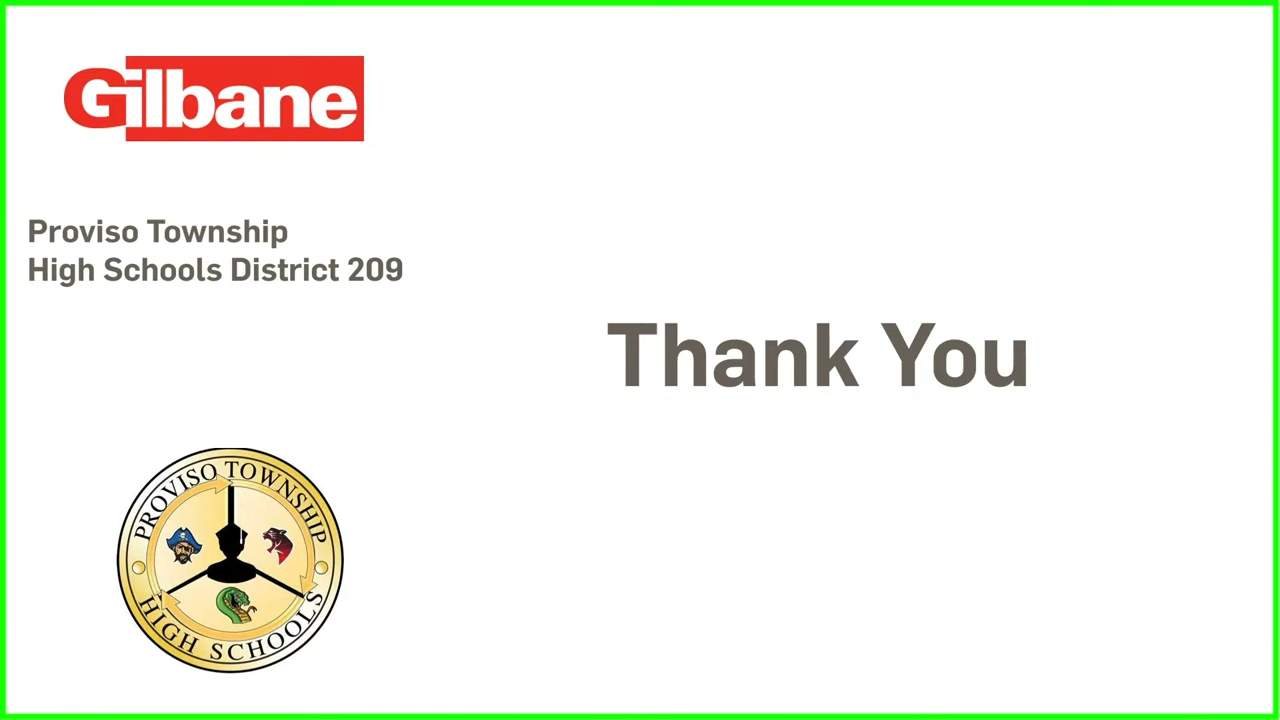 Gilbane
Proviso Township
High Schools District 209
Thank You
PROVISO TOWNSHIP
HIGH SCHOOLS